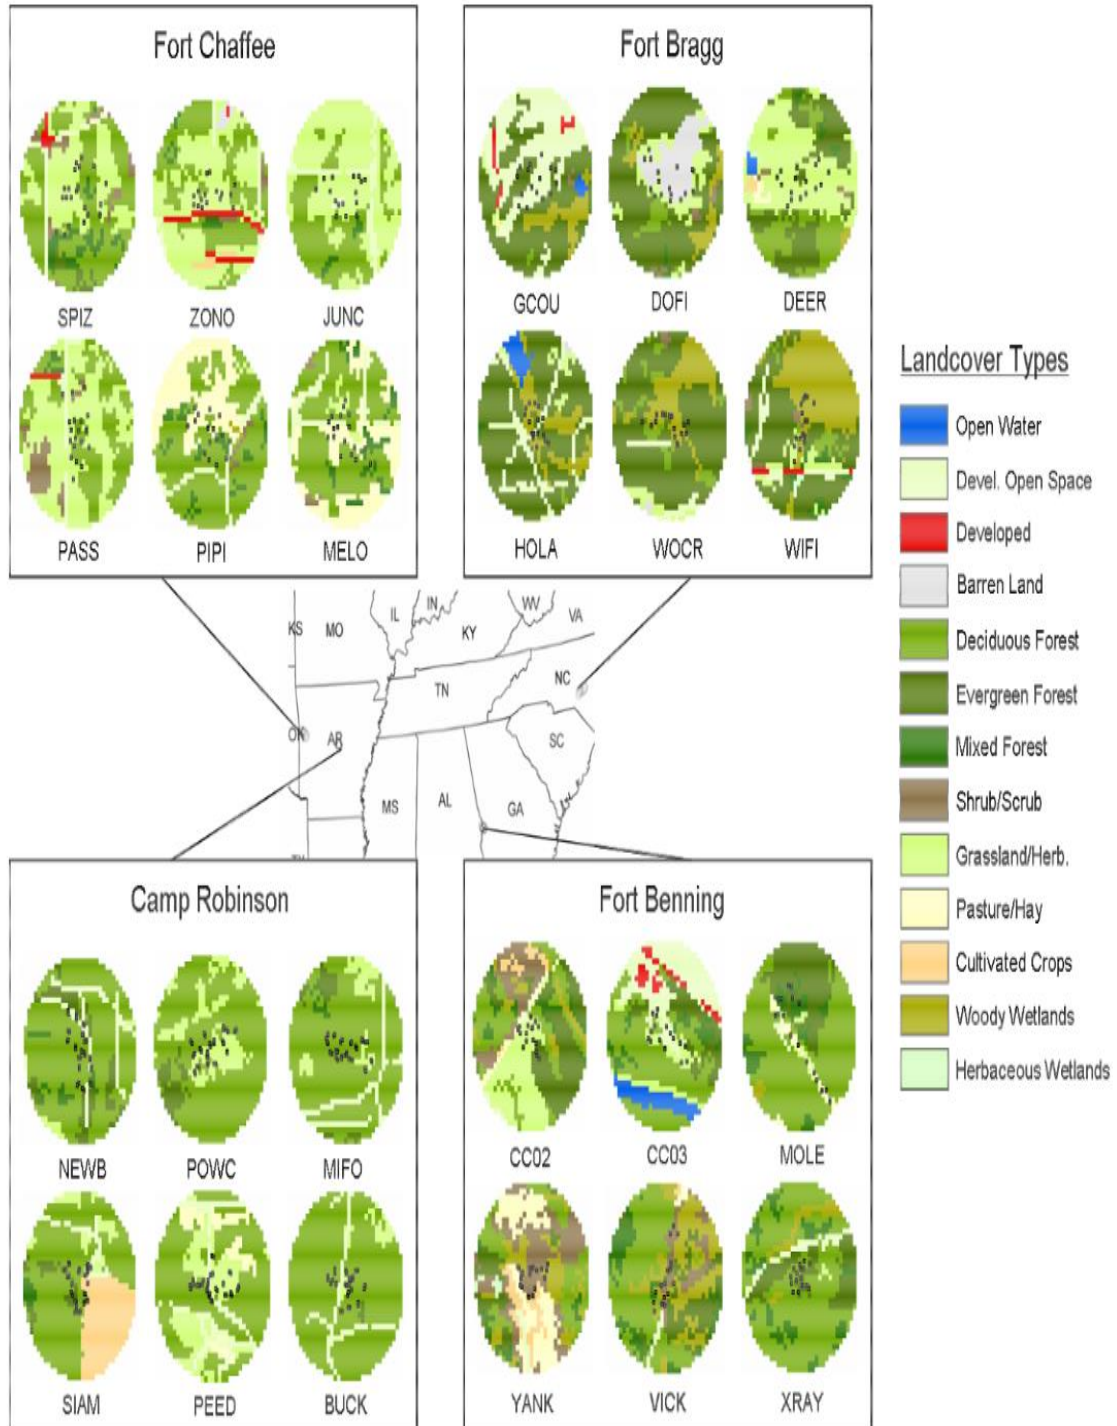 Fort Chaffee
SPIZ ZONO JUNC
PASS PIPI MELO
Fort Bragg
GCOU DOFI DEER
HOLA WOCR WIFI
Landcover Types
Open Water
Devel. Open Space
Developed
Barren Land
Deciduous Forest
Evergreen Forest
Mixed Forest
Shrub/Scrub
Grassland/Herb.
Pasture/Hay
Cultivated Crops
Woody Wetlands
Herbaceous Wetlands
KS MO IL IN KY WV VA
TN NC
OK AR SC
MS AL GA
Camp Robinson
NEWB POWC MIFO
SIAM PEED BUCK
Fort Benning
CC02 CC03 MOLE
YANK VICK XRAY